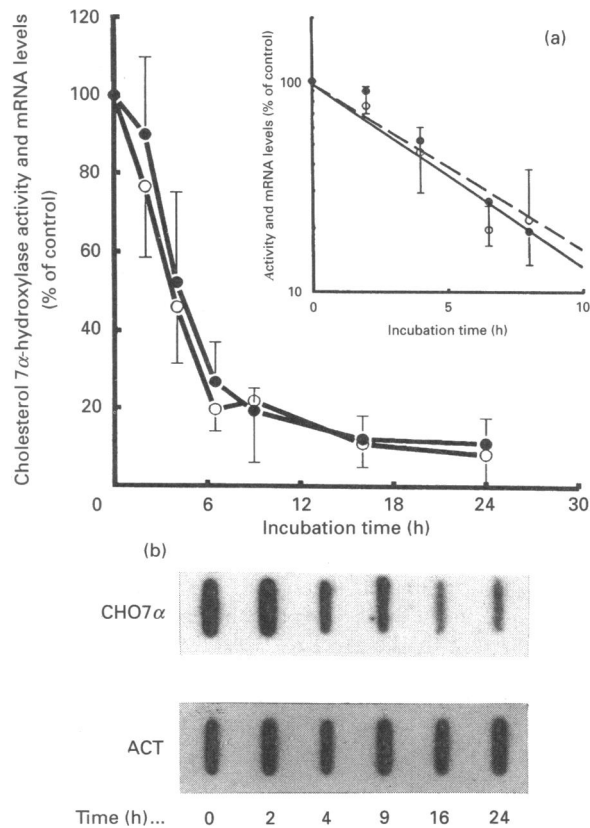 Cholesterol 7α-hydroxylase activity and mRNA levels
(% of control)
120
100
80
60
40
20
0
6
12
18
24
30
Incubation time (h)
(a)
Activity and mRNA levels (% of control)
100
10
0
5
10
Incubation time (h)
(b)
CHO7α
ACT
Time (h)... 0 2 4 9 16 24